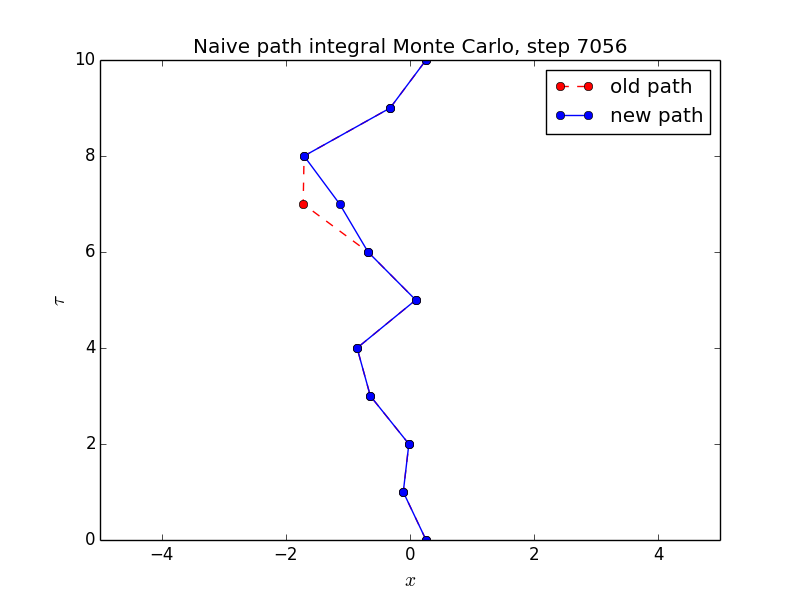 Naive path integral Monte Carlo, step 7056
old path
new path
10
8
6
4
2
0
τ
−4 −2 0 2 4
x